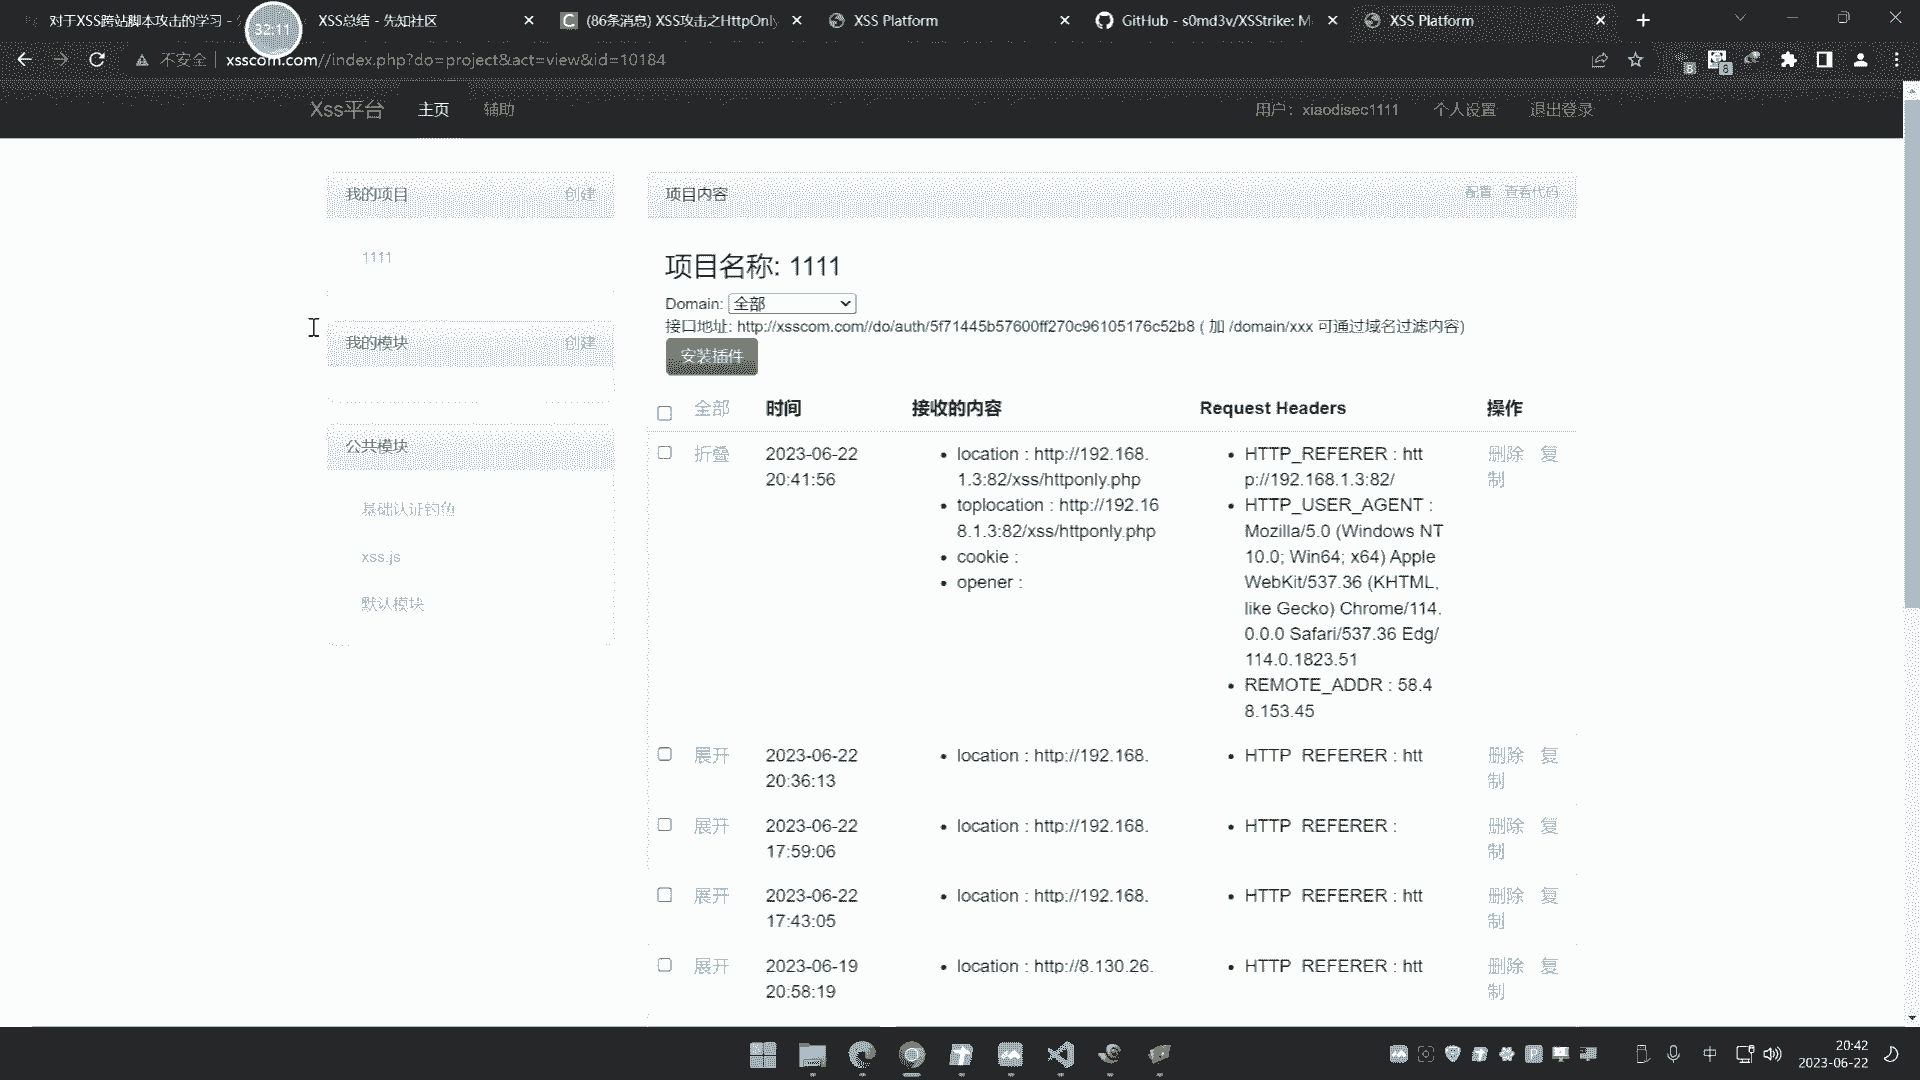 对于XSS跨站脚本攻击的学习 -
32:11
XSS总结 - 先知社区
(86条消息) XSS攻击之HttpOnly
XSS Platform
GitHub - s0md3v/XSStrike: M
XSS Platform
不安全
xsscom.com//index.php?do=project&act=view&id=10184
8
8
Xss平台
主页
辅助
用户：xiaodisec1111
个人设置
退出登录
我的项目
创建
1111
我的模块
创建
公共模块
基础认证钓鱼
xss.js
默认模块
项目内容
配置
查看代码
项目名称: 1111
Domain: 全部
接口地址: http://xsscom.com//do/auth/5f71445b57600ff270c96105176c52b8 ( 加 /domain/xxx 可通过域名过滤内容)
安装插件
全部
时间
接收的内容
Request Headers
操作
折叠
2023-06-22
20:41:56
location : http://192.168.
1.3:82/xss/httponly.php
toplocation : http://192.16
8.1.3:82/xss/httponly.php
cookie :
opener :
HTTP_REFERER : htt
p://192.168.1.3:82/
HTTP_USER_AGENT :
Mozilla/5.0 (Windows NT
10.0; Win64; x64) Apple
WebKit/537.36 (KHTML,
like Gecko) Chrome/114.
0.0.0 Safari/537.36 Edg/
114.0.1823.51
REMOTE_ADDR : 58.4
8.153.45
删除 复
制
展开
2023-06-22
20:36:13
location : http://192.168.
HTTP_REFERER : htt
删除 复
制
展开
2023-06-22
17:59:06
location : http://192.168.
HTTP_REFERER :
删除 复
制
展开
2023-06-22
17:43:05
location : http://192.168.
HTTP_REFERER : htt
删除 复
制
展开
2023-06-19
20:58:19
location : http://8.130.26.
HTTP_REFERER : htt
删除 复
制
中
20:42
2023-06-22